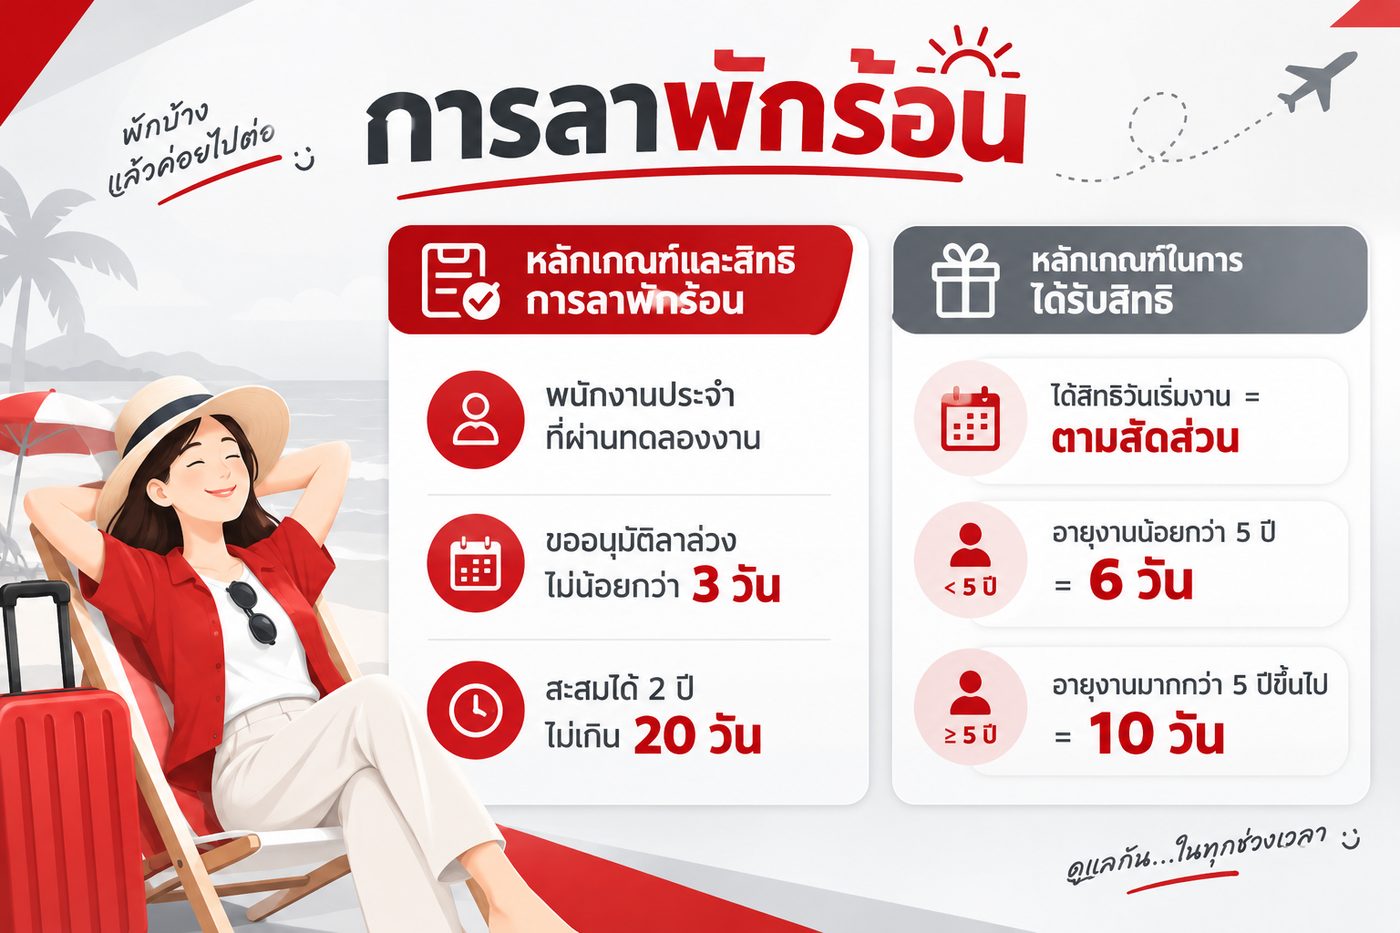 พักบ้าง
แล้วค่อยไปต่อ
การลาพักร้อน
หลักเกณฑ์และสิทธิ
การลาพักร้อน
พนักงานประจำ
ที่ผ่านทดลองงาน
ขออนุมัติลาล่วง
ไม่น้อยกว่า 3 วัน
สะสมได้ 2 ปี
ไม่เกิน 20 วัน
หลักเกณฑ์ในการ
ได้รับสิทธิ
ได้สิทธิวันเริ่มงาน =
ตามสัดส่วน
< 5 ปี
อายุงานน้อยกว่า 5 ปี
= 6 วัน
≥ 5 ปี
อายุงานมากกว่า 5 ปีขึ้นไป
= 10 วัน
ดูแลกัน...ในทุกช่วงเวลา